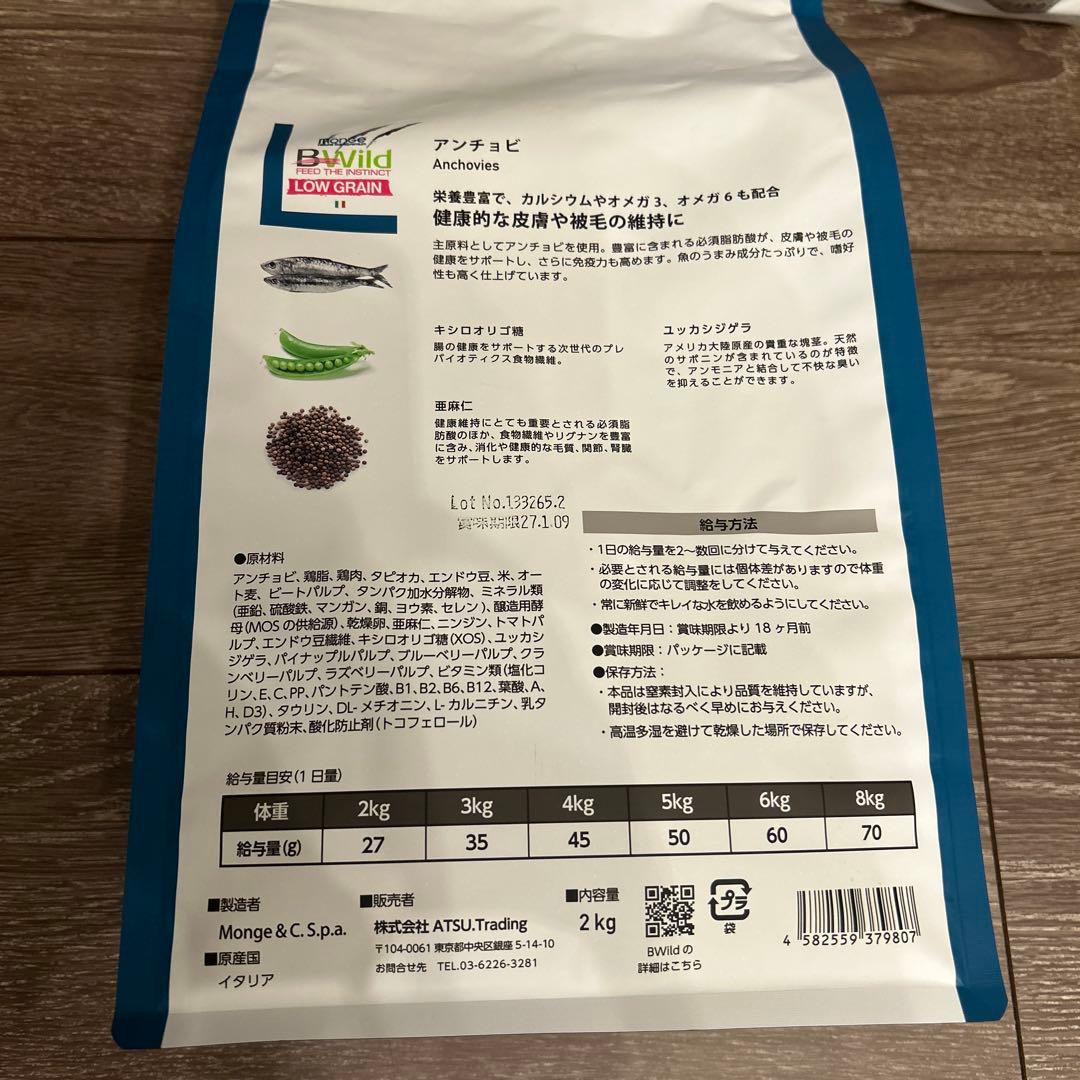 monge
BWild
FEED THE INSTINCT
LOW GRAIN
アンチョビ
Anchovies
栄養豊富で、カルシウムやオメガ3、オメガ6も配合
健康的な皮膚や被毛の維持に
主原料としてアンチョビを使用。豊富に含まれる必須脂肪酸が、皮膚や被毛の
健康をサポートし、さらに免疫力も高めます。魚のうまみ成分たっぷりで、嗜好
性も高く仕上げています。
キシロオリゴ糖
腸の健康をサポートする次世代のプレ
バイオティクス食物繊維。
ユッカシジゲラ
アメリカ大陸原産の貴重な塊茎。天然
のサポニンが含まれているのが特徴
で、アンモニアと結合して不快な臭い
を抑えることができます。
亜麻仁
健康維持にとても重要とされる必須脂
肪酸のほか、食物繊維やリグナンを豊富
に含み、消化や健康的な毛質、関節、腎臓
をサポートします。
Lot No.133265.2
賞味期限27.1.09
●原材料
アンチョビ、鶏脂、鶏肉、タピオカ、エンドウ豆、米、オー
ト麦、ビートパルプ、タンパク加水分解物、ミネラル類
(亜鉛、硫酸鉄、マンガン、銅、ヨウ素、セレン)、醸造用酵
母(MOSの供給源)、乾燥卵、亜麻仁、ニンジン、トマトパ
ルプ、エンドウ豆繊維、キシロオリゴ糖(XOS)、ユッカシ
ジゲラ、パイナップルパルプ、ブルーベリーパルプ、クラ
ンベリーパルプ、ラズベリーパルプ、ビタミン類(塩化コ
リン、E、C、PP、パントテン酸、B1、B2、B6、B12、葉酸、A、
H、D3)、タウリン、DL-メチオニン、L-カルニチン、乳タ
ンパク質粉末、酸化防止剤(トコフェロール)
給与方法
・1日の給与量を2〜数回に分けて与えてください。
・必要とされる給与量には個体差がありますので体重
の変化に応じて調整をしてください。
・常に新鮮でキレイな水を飲めるようにしてください。
●製造年月日：賞味期限より18ヶ月前
●賞味期限：パッケージに記載
●保存方法：
・本品は窒素封入により品質を維持していますが、
開封後はなるべく早めにお与えください。
・高温多湿を避けて乾燥した場所で保存してください。
給与量目安(1日量)
体重 2kg 3kg 4kg 5kg 6kg 8kg
給与量(g) 27 35 45 50 60 70
■製造者
Monge & C. S.p.a.
■原産国
イタリア
■販売者
株式会社 ATSU.Trading
〒104-0061 東京都中央区銀座 5-14-10
お問合せ先 TEL.03-6226-3281
■内容量
2 kg
BWildの
詳細はこちら
プラ
袋
4 582559 379807